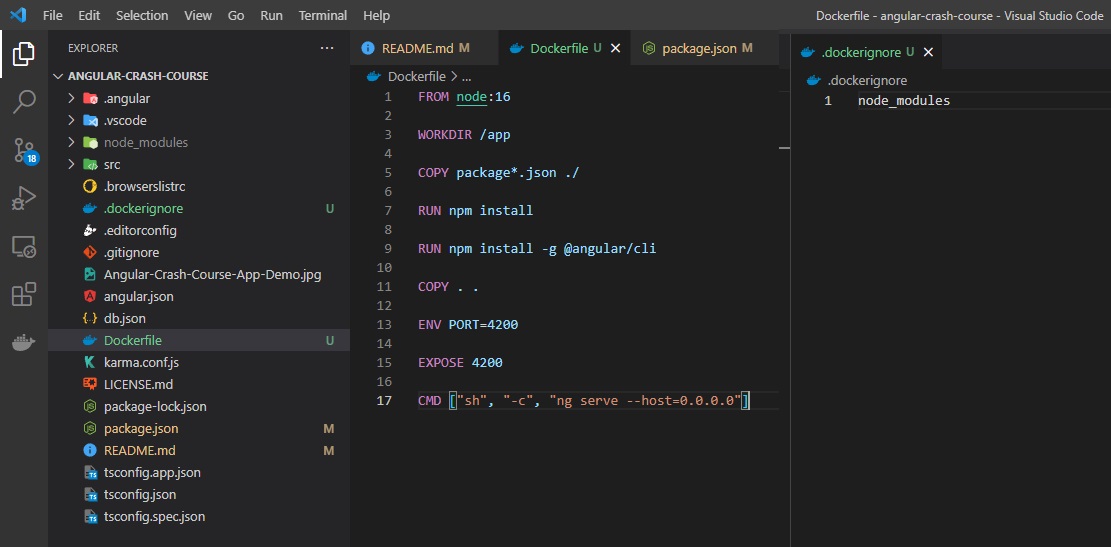 File Edit Selection View Go Run Terminal Help Dockerfile - angular-crash-course - Visual Studio Code
EXPLORER ...
ANGULAR-CRASH-COURSE
.angular
.vscode
node_modules
src
.browserslistrc
.dockerignore U
.editorconfig
.gitignore
Angular-Crash-Course-App-Demo.jpg
angular.json
db.json
Dockerfile U
karma.conf.js
LICENSE.md
package-lock.json
package.json M
README.md M
tsconfig.app.json
tsconfig.json
tsconfig.spec.json
18
README.md M Dockerfile U package.json M
Dockerfile > ...
1 FROM node:16
2
3 WORKDIR /app
4
5 COPY package*.json ./
6
7 RUN npm install
8
9 RUN npm install -g @angular/cli
10
11 COPY . .
12
13 ENV PORT=4200
14
15 EXPOSE 4200
16
17 CMD ["sh", "-c", "ng serve --host=0.0.0.0"]
.dockerignore U
.dockerignore
1 node_modules